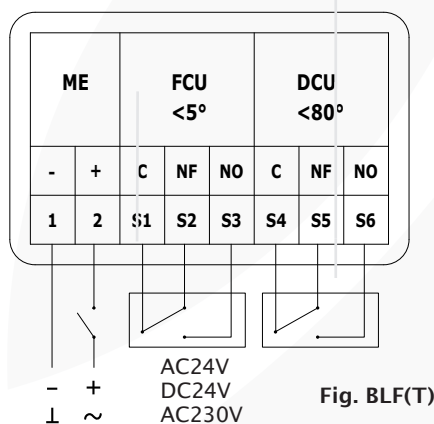 ME FCU DCU
<5° <80°
- + C NF NO C NF NO
1 2 S1 S2 S3 S4 S5 S6
AC24V
− + DC24V Fig. BLF(T)
⊥ ~ AC230V